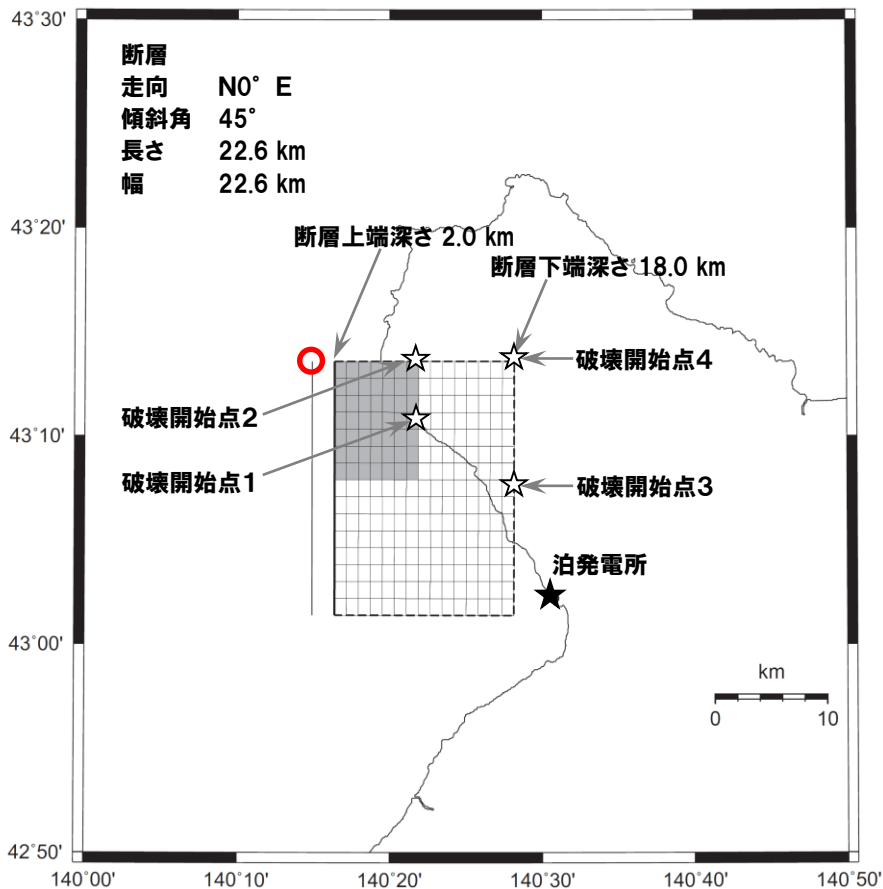 43°30'
断層
走向 N0° E
傾斜角 45°
長さ 22.6 km
幅 22.6 km
43°20'
断層上端深さ 2.0 km
断層下端深さ 18.0 km
破壊開始点4
破壊開始点2
43°10'
破壊開始点1
破壊開始点3
泊発電所
43°00'
km
0 10
42°50'
140°00' 140°10' 140°20' 140°30' 140°40' 140°50'